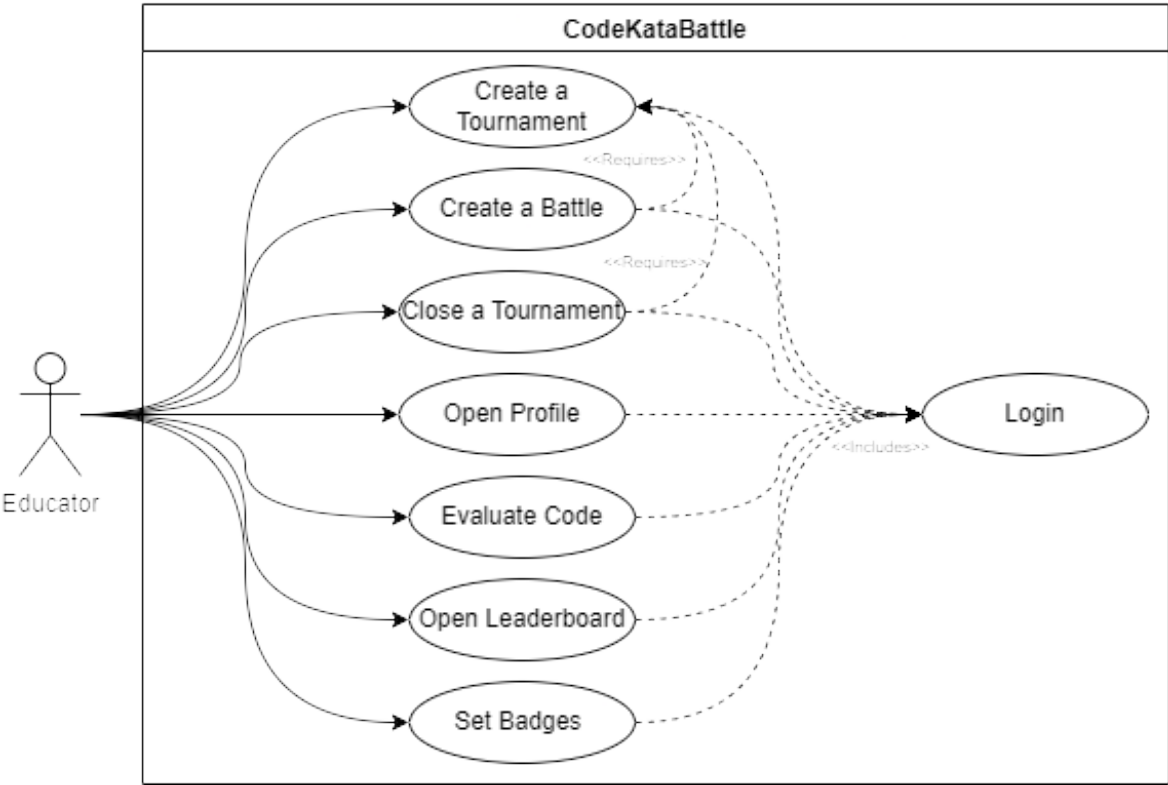 CodeKataBattle
Create a
Tournament
<<Requires>>
Create a Battle
<<Requires>>
Close a Tournament
Open Profile
Login
<<Includes>>
Educator
Evaluate Code
Open Leaderboard
Set Badges